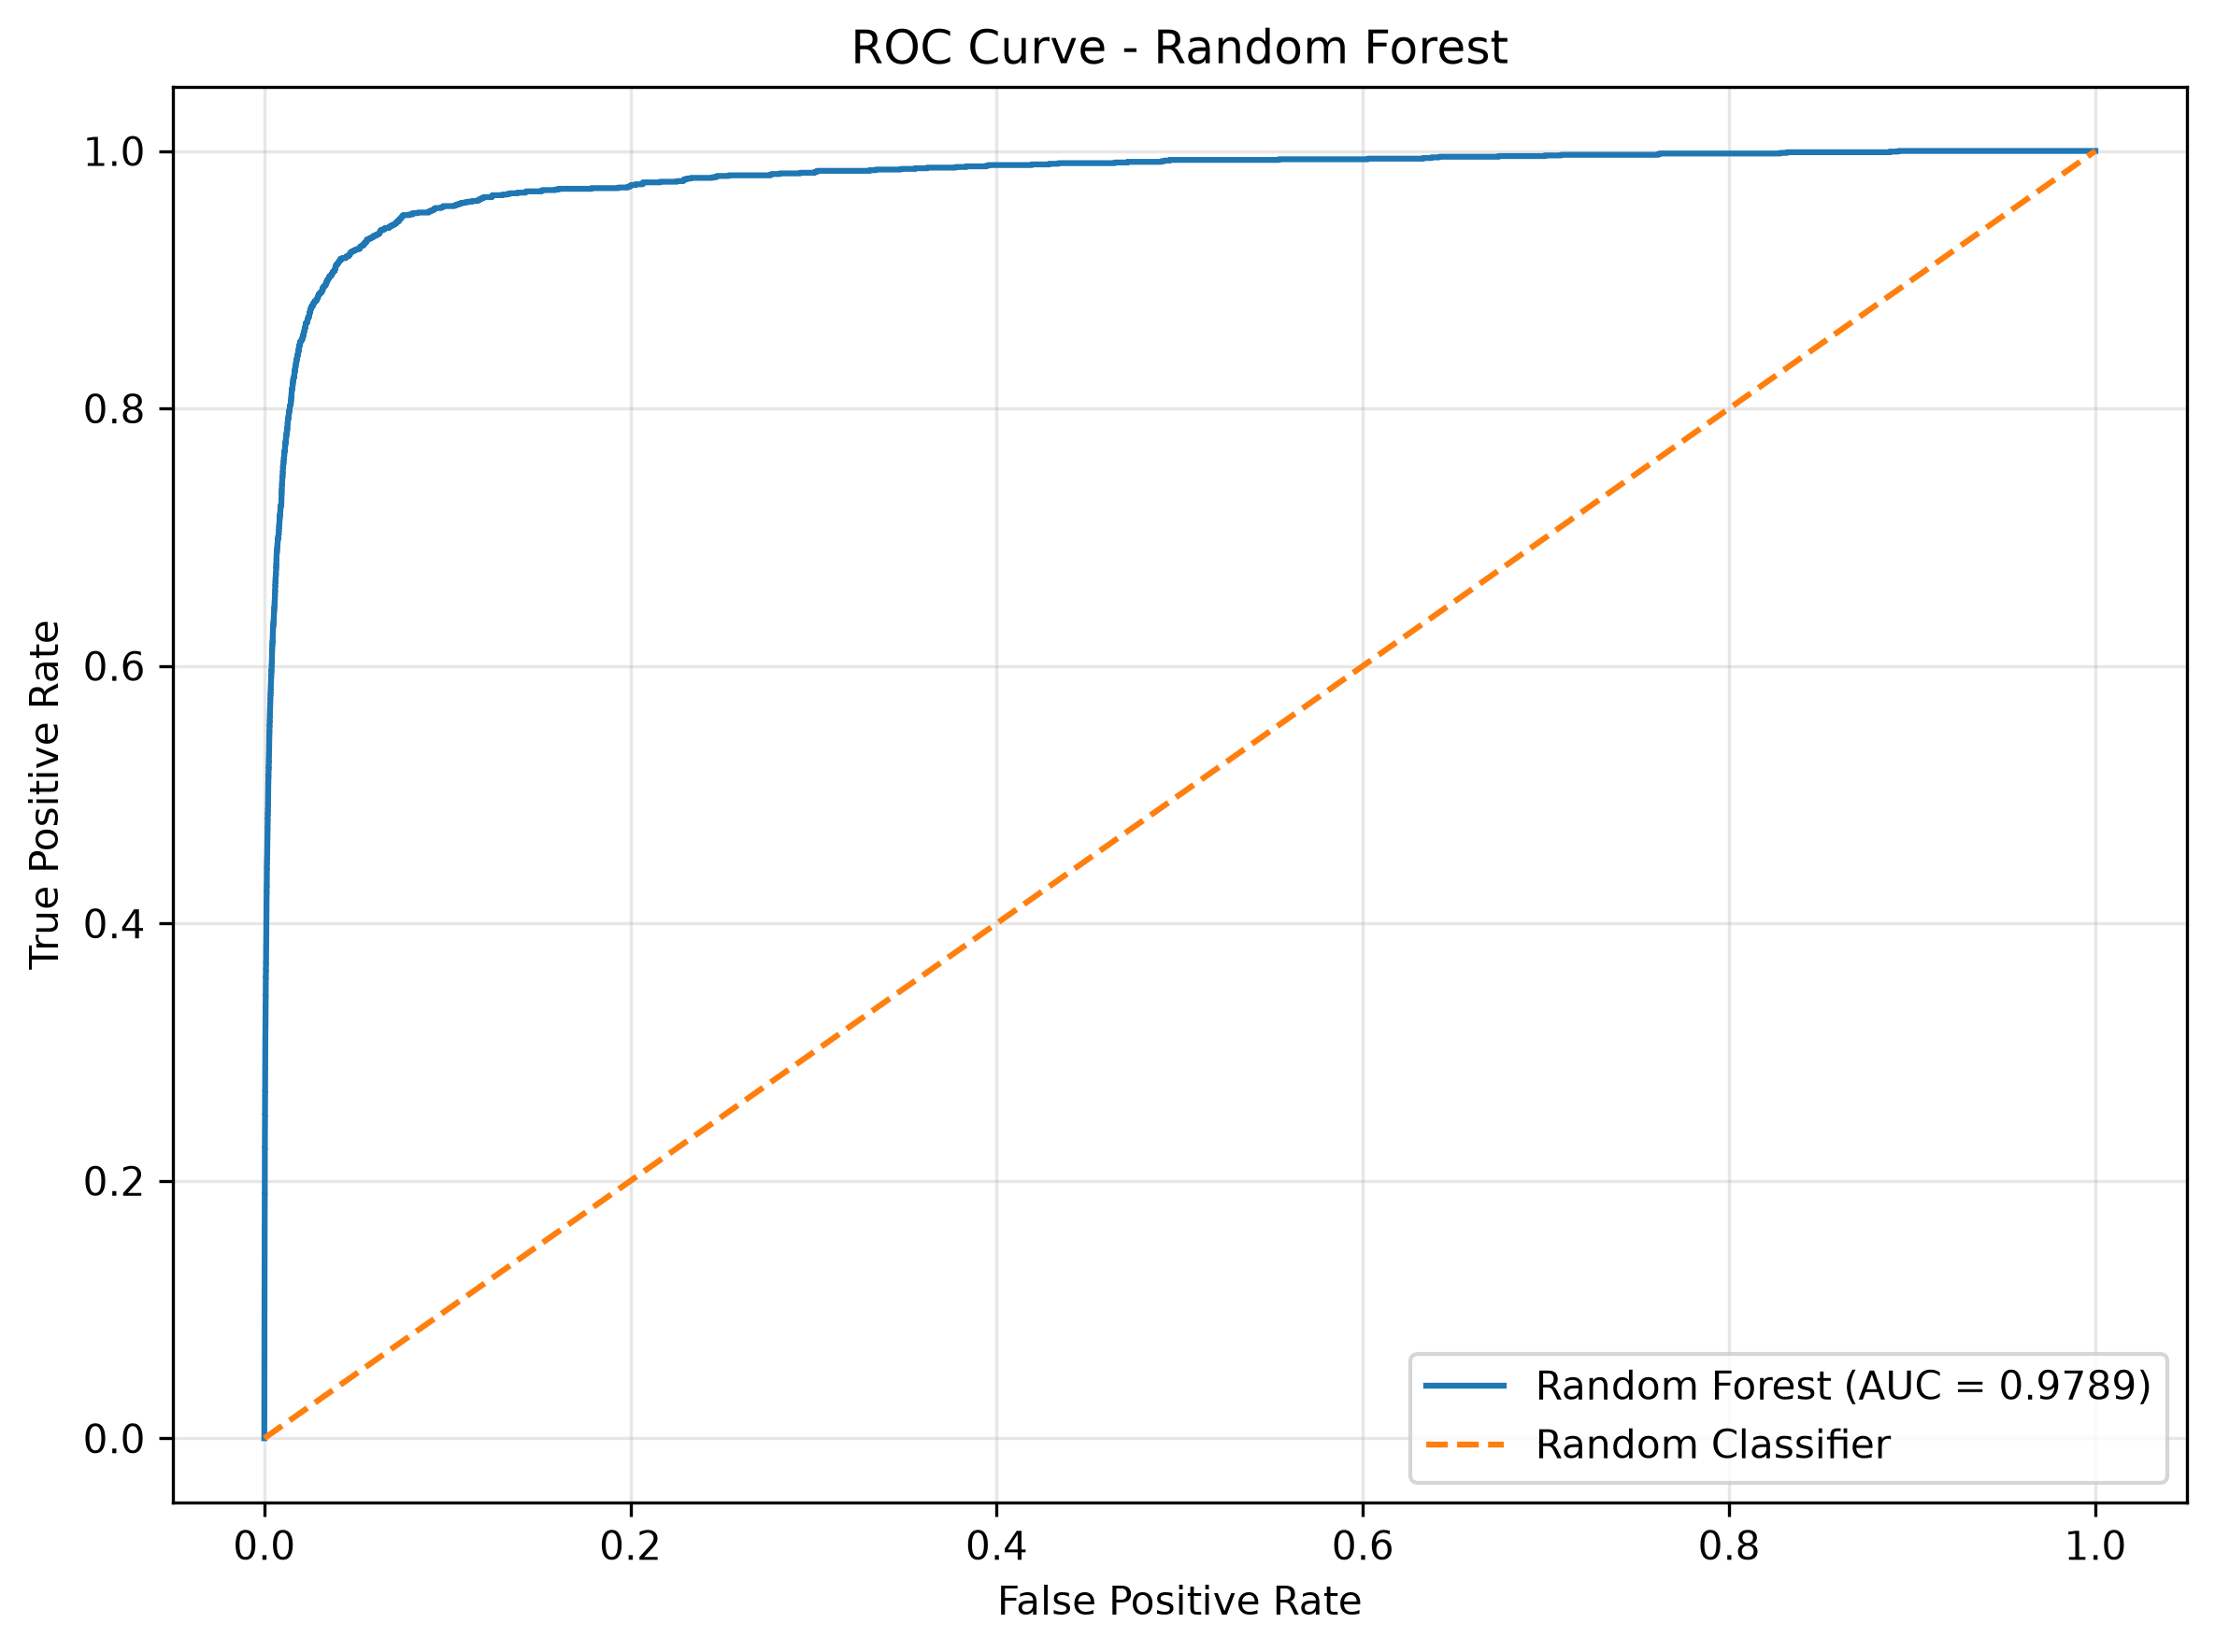 ROC Curve - Random Forest
True Positive Rate
1.0
0.8
0.6
0.4
0.2
0.0
0.0 0.2 0.4 0.6 0.8 1.0
False Positive Rate
Random Forest (AUC = 0.9789)
Random Classifier